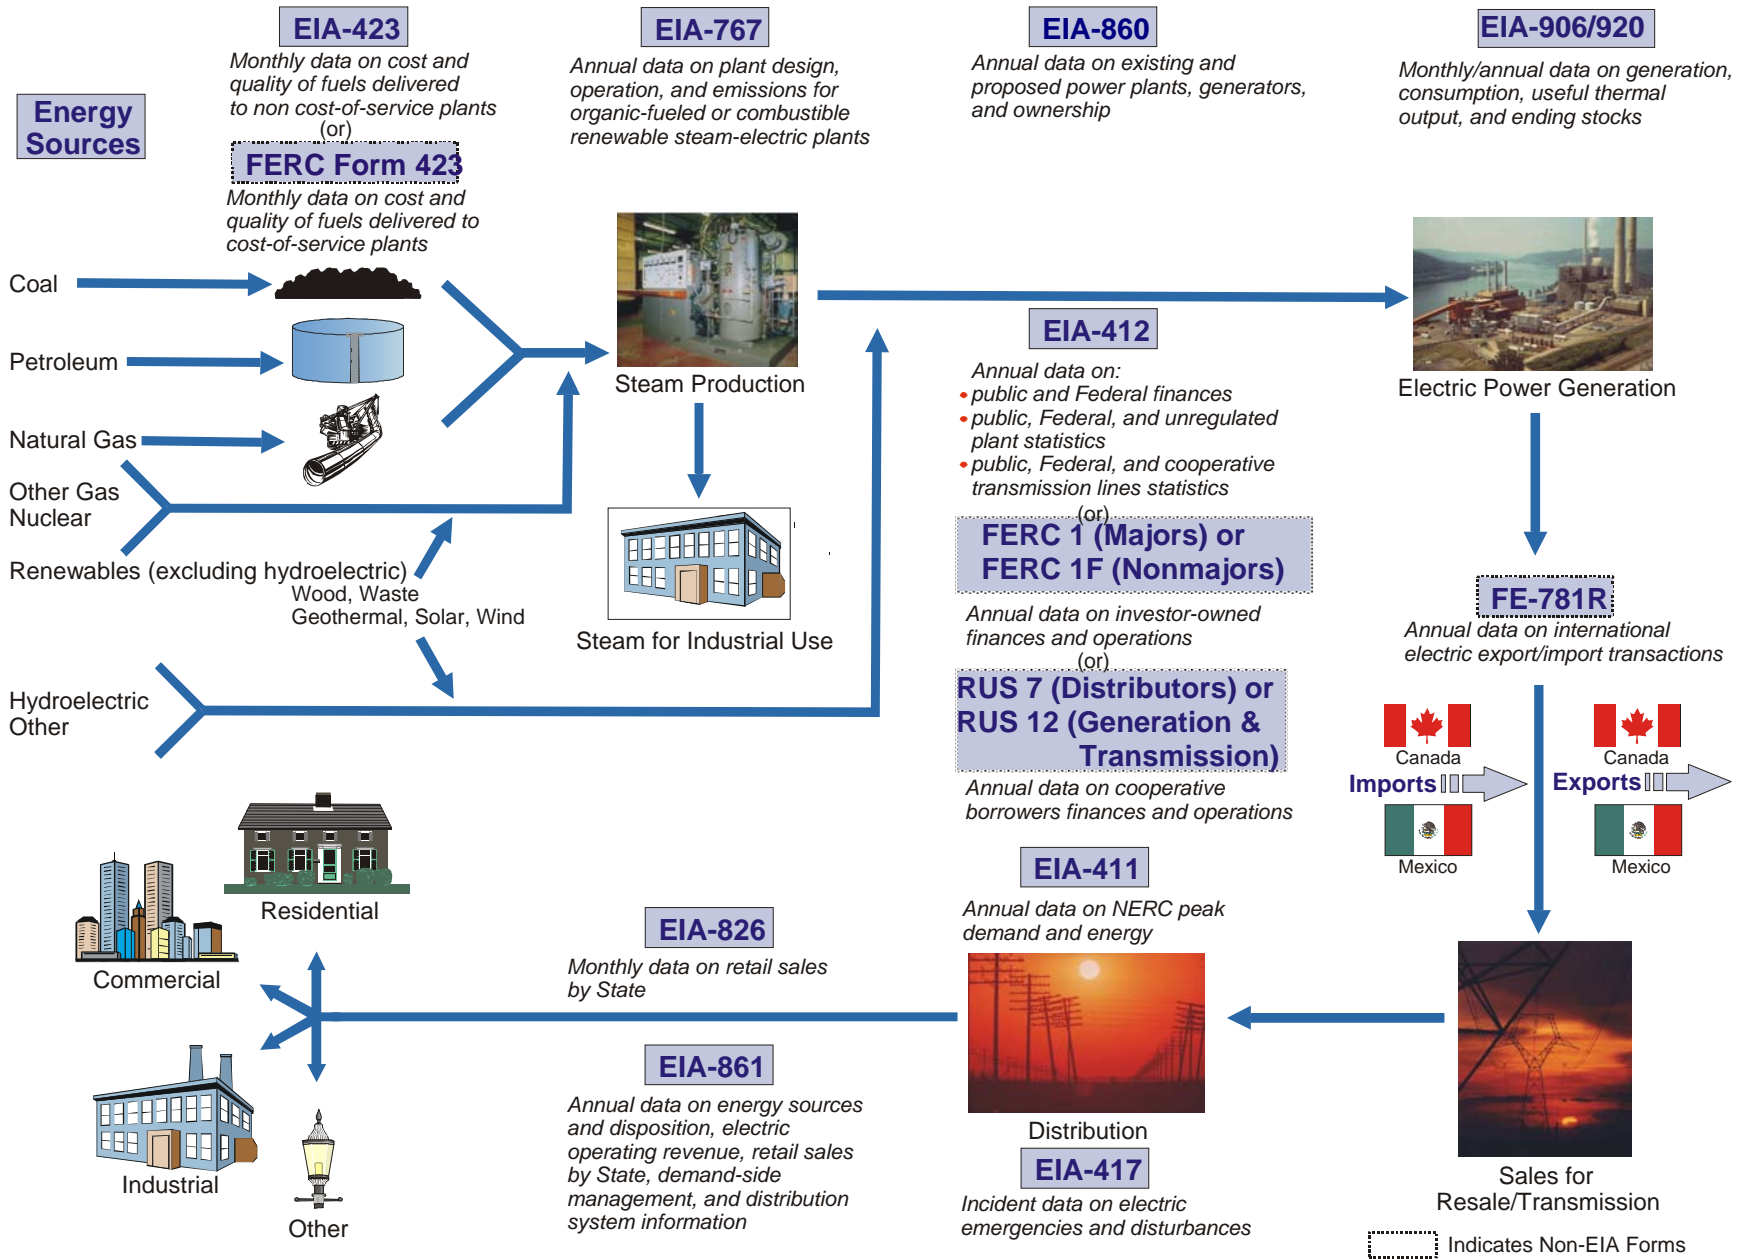 EIA-423
Monthly data on cost and
quality of fuels delivered
to non cost-of-service plants
(or)
FERC Form 423
Monthly data on cost and
quality of fuels delivered to
cost-of-service plants
EIA-767
Annual data on plant design,
operation, and emissions for
organic-fueled or combustible
renewable steam-electric plants
EIA-860
Annual data on existing and
proposed power plants, generators,
and ownership
EIA-906/920
Monthly/annual data on generation,
consumption, useful thermal
output, and ending stocks
Energy
Sources
Coal
Petroleum
Natural Gas
Other Gas
Nuclear
Renewables (excluding hydroelectric)
Wood, Waste
Geothermal, Solar, Wind
Hydroelectric
Other
Steam Production
Steam for Industrial Use
EIA-412
Annual data on:
• public and Federal finances
• public, Federal, and unregulated
plant statistics
• public, Federal, and cooperative
transmission lines statistics
(or)
FERC 1 (Majors) or
FERC 1F (Nonmajors)
Annual data on investor-owned
finances and operations
(or)
RUS 7 (Distributors) or
RUS 12 (Generation &
Transmission)
Annual data on cooperative
borrowers finances and operations
Electric Power Generation
FE-781R
Annual data on international
electric export/import transactions
Canada
Imports
Mexico
Canada
Exports
Mexico
Residential
Commercial
Industrial
Other
EIA-826
Monthly data on retail sales
by State
EIA-861
Annual data on energy sources
and disposition, electric
operating revenue, retail sales
by State, demand-side
management, and distribution
system information
EIA-411
Annual data on NERC peak
demand and energy
Distribution
EIA-417
Incident data on electric
emergencies and disturbances
Sales for
Resale/Transmission
Indicates Non-EIA Forms